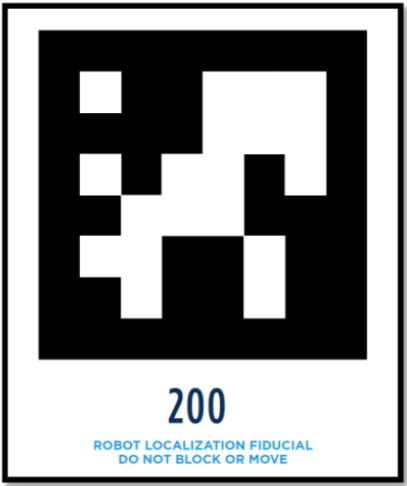 200
ROBOT LOCALIZATION FIDUCIAL
DO NOT BLOCK OR MOVE